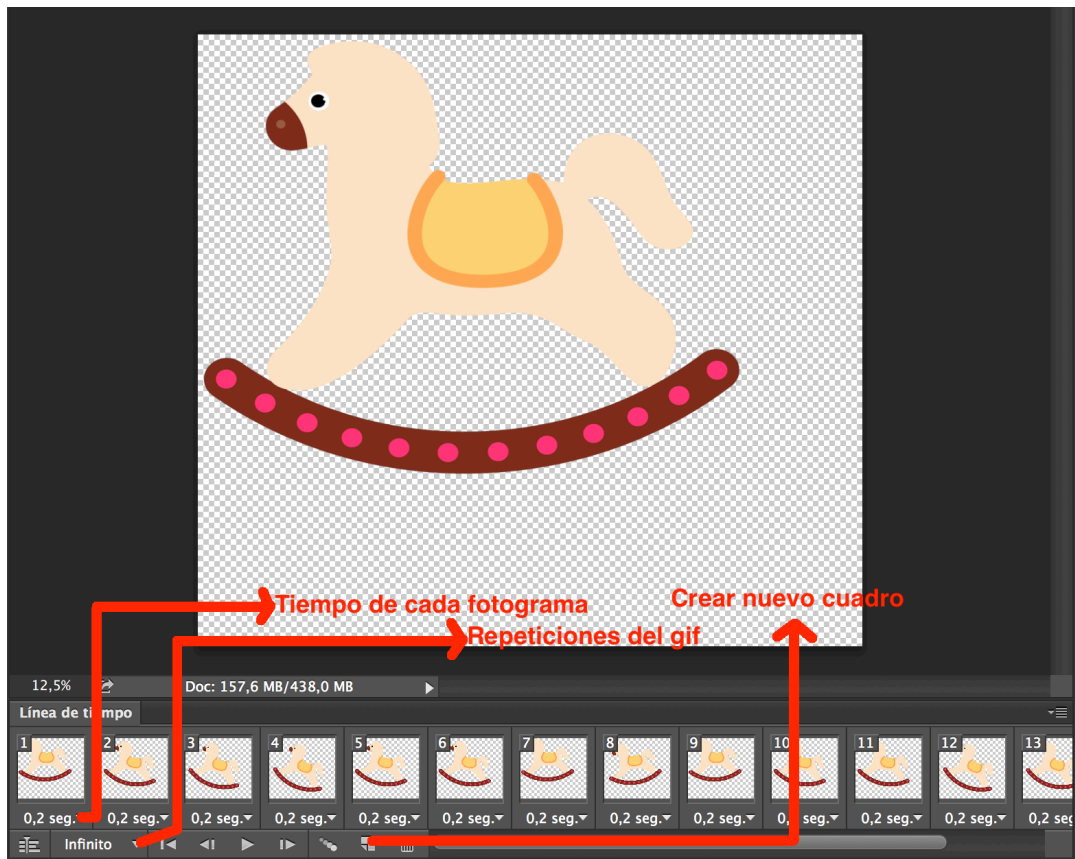 Tiempo de cada fotograma
Crear nuevo cuadro
Repeticiones del gif
12,5%
Doc: 157,6 MB/438,0 MB
Línea de tiempo
1 2 3 4 5 6 7 8 9 10 11 12 13
0,2 seg. 0,2 seg. 0,2 seg. 0,2 seg. 0,2 seg. 0,2 seg. 0,2 seg. 0,2 seg. 0,2 seg. 0,2 seg. 0,2 seg. 0,2 seg. 0,2 seg
Infinito